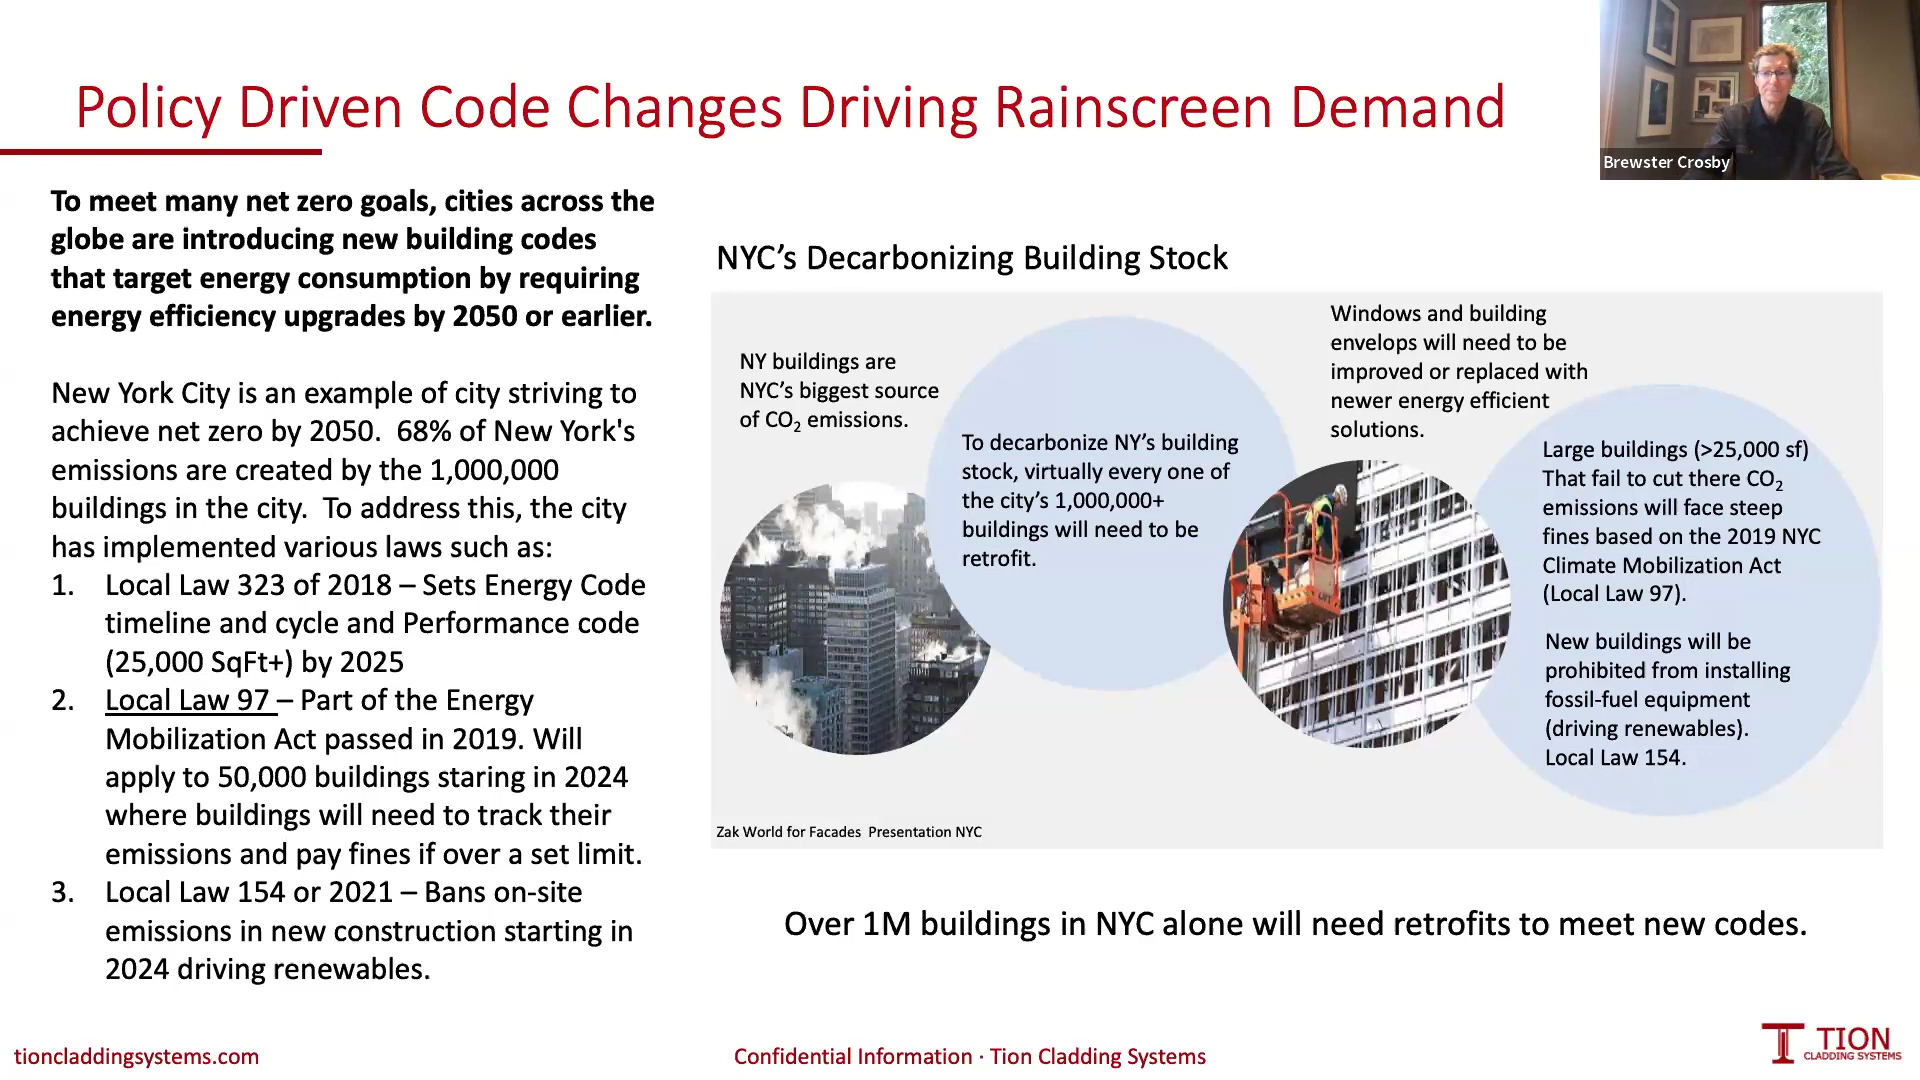 Policy Driven Code Changes Driving Rainscreen Demand
Brewster Crosby
To meet many net zero goals, cities across the
globe are introducing new building codes
that target energy consumption by requiring
energy efficiency upgrades by 2050 or earlier.
New York City is an example of city striving to
achieve net zero by 2050.  68% of New York's
emissions are created by the 1,000,000
buildings in the city.  To address this, the city
has implemented various laws such as:
1. Local Law 323 of 2018 – Sets Energy Code
timeline and cycle and Performance code
(25,000 SqFt+) by 2025
2. Local Law 97 – Part of the Energy
Mobilization Act passed in 2019. Will
apply to 50,000 buildings staring in 2024
where buildings will need to track their
emissions and pay fines if over a set limit.
3. Local Law 154 or 2021 – Bans on-site
emissions in new construction starting in
2024 driving renewables.
NYC’s Decarbonizing Building Stock
NY buildings are
NYC’s biggest source
of CO₂ emissions.
To decarbonize NY’s building
stock, virtually every one of
the city’s 1,000,000+
buildings will need to be
retrofit.
Windows and building
envelops will need to be
improved or replaced with
newer energy efficient
solutions.
Large buildings (>25,000 sf)
That fail to cut there CO₂
emissions will face steep
fines based on the 2019 NYC
Climate Mobilization Act
(Local Law 97).
New buildings will be
prohibited from installing
fossil-fuel equipment
(driving renewables).
Local Law 154.
Zak World for Facades  Presentation NYC
Over 1M buildings in NYC alone will need retrofits to meet new codes.
tioncladdingsystems.com
Confidential Information · Tion Cladding Systems
TION
CLADDING SYSTEMS